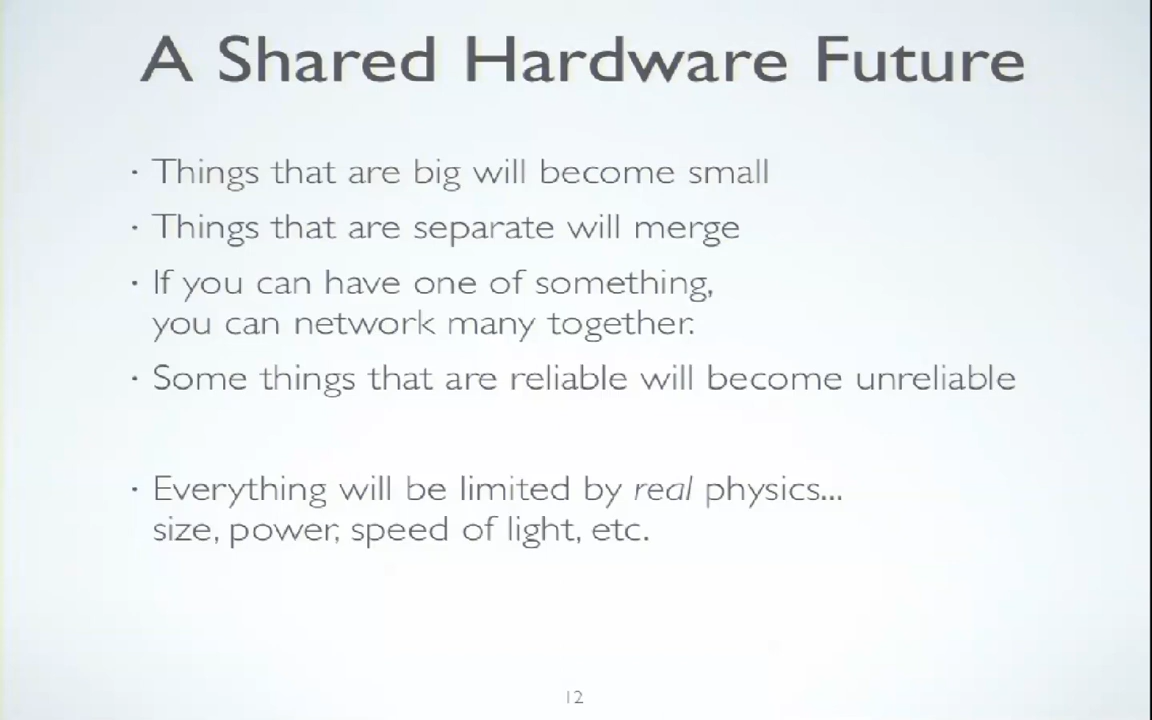 A Shared Hardware Future
· Things that are big will become small
· Things that are separate will merge
· If you can have one of something,
you can network many together.
· Some things that are reliable will become unreliable
· Everything will be limited by real physics...
size, power, speed of light, etc.
12